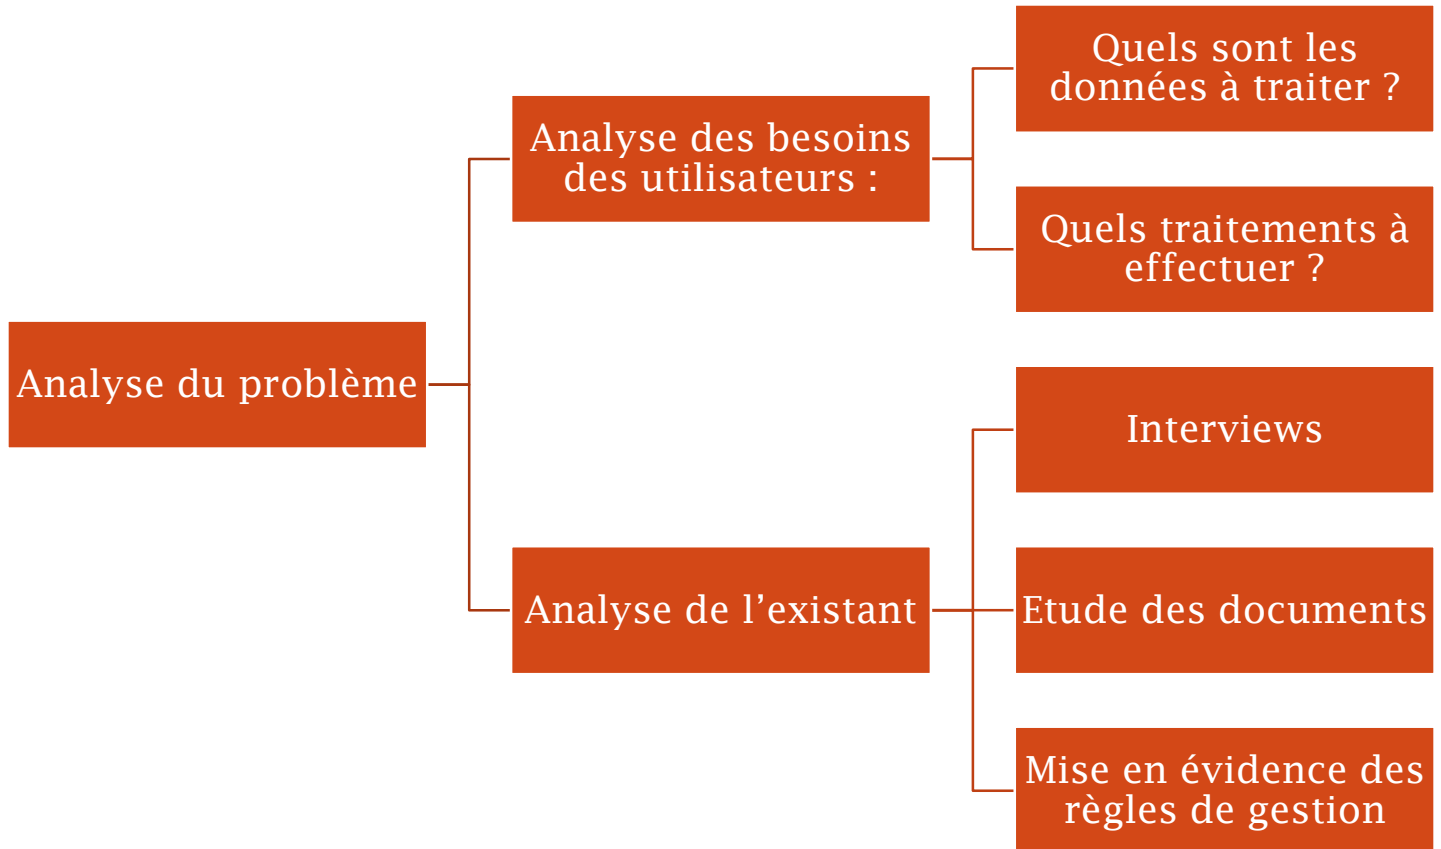 Analyse du problème
Analyse des besoins
des utilisateurs :
Quels sont les
données à traiter ?
Quels traitements à
effectuer ?
Analyse de l’existant
Interviews
Etude des documents
Mise en évidence des
règles de gestion